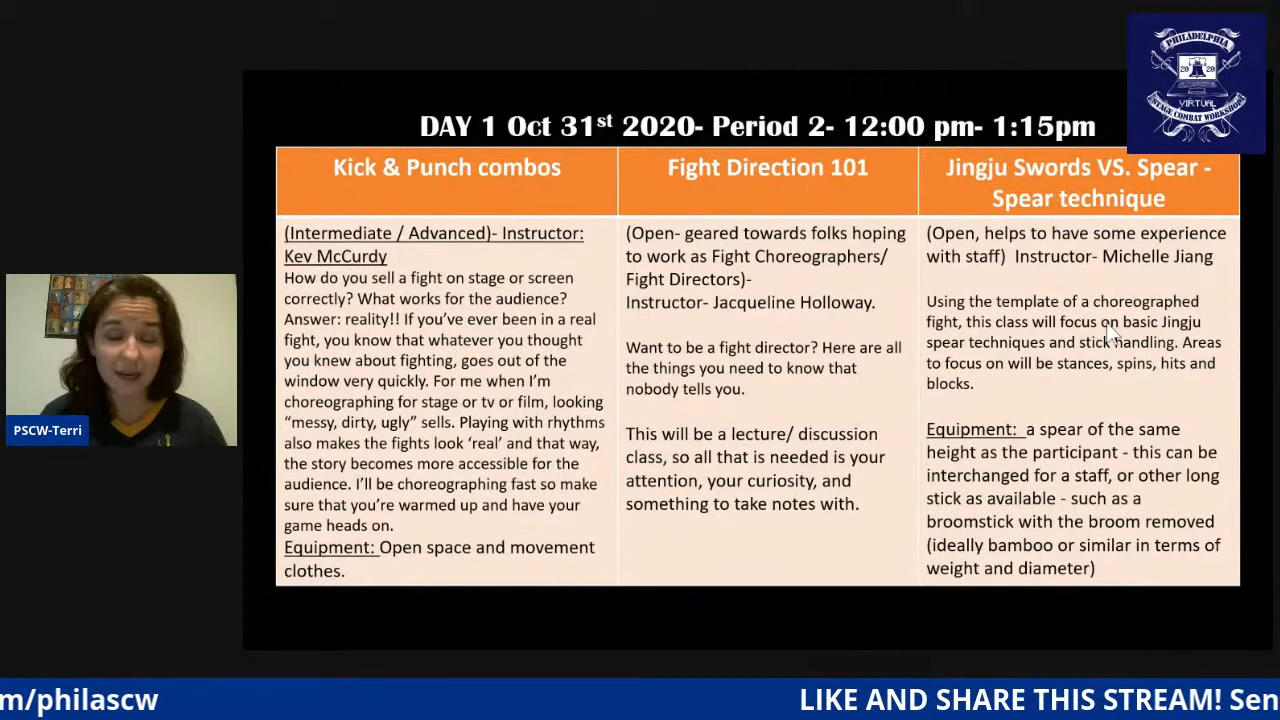 PHILADELPHIA
20 20
VIRTUAL
STAGE COMBAT WORKSHOP
DAY 1 Oct 31st 2020- Period 2- 12:00 pm- 1:15pm
Kick & Punch combos
(Intermediate / Advanced)- Instructor:
Kev McCurdy
How do you sell a fight on stage or screen
correctly? What works for the audience?
Answer: reality!! If you’ve ever been in a real
fight, you know that whatever you thought
you knew about fighting, goes out of the
window very quickly. For me when I’m
choreographing for stage or tv or film, looking
“messy, dirty, ugly” sells. Playing with rhythms
also makes the fights look ‘real’ and that way,
the story becomes more accessible for the
audience. I’ll be choreographing fast so make
sure that you’re warmed up and have your
game heads on.
Equipment: Open space and movement
clothes.
Fight Direction 101
(Open- geared towards folks hoping
to work as Fight Choreographers/
Fight Directors)-
Instructor- Jacqueline Holloway.
Want to be a fight director? Here are all
the things you need to know that
nobody tells you.
This will be a lecture/ discussion
class, so all that is needed is your
attention, your curiosity, and
something to take notes with.
Jingju Swords VS. Spear -
Spear technique
(Open, helps to have some experience
with staff) Instructor- Michelle Jiang
Using the template of a choreographed
fight, this class will focus on basic Jingju
spear techniques and stick handling. Areas
to focus on will be stances, spins, hits and
blocks.
Equipment: a spear of the same
height as the participant - this can be
interchanged for a staff, or other long
stick as available - such as a
broomstick with the broom removed
(ideally bamboo or similar in terms of
weight and diameter)
PSCW-Terri
m/philascw
LIKE AND SHARE THIS STREAM! Sen